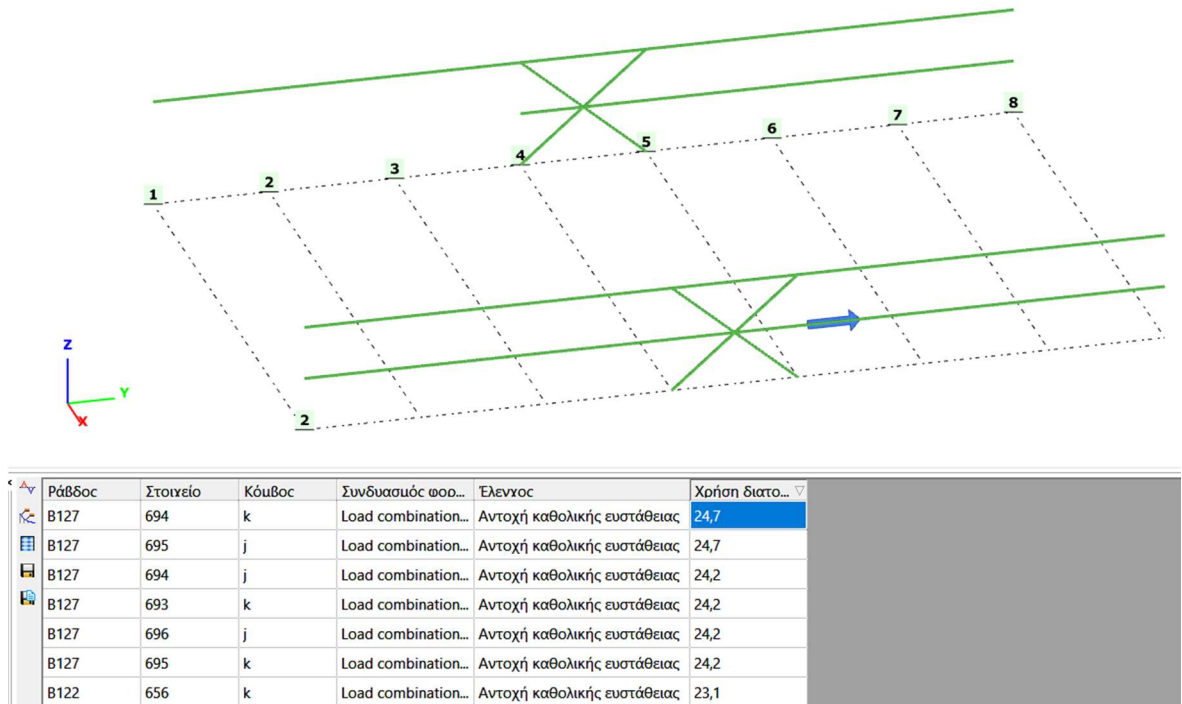 8
7
6
5
4
3
2
1
Z
Y
X
2
Ράβδος Στοιχείο Κόμβος Συνδυασμός φορ... Έλεγχος Χρήση διατο...
B127 694 k Load combination... Αντοχή καθολικής ευστάθειας 24,7
B127 695 j Load combination... Αντοχή καθολικής ευστάθειας 24,7
B127 694 j Load combination... Αντοχή καθολικής ευστάθειας 24,2
B127 693 k Load combination... Αντοχή καθολικής ευστάθειας 24,2
B127 696 j Load combination... Αντοχή καθολικής ευστάθειας 24,2
B127 695 k Load combination... Αντοχή καθολικής ευστάθειας 24,2
B122 656 k Load combination... Αντοχή καθολικής ευστάθειας 23,1